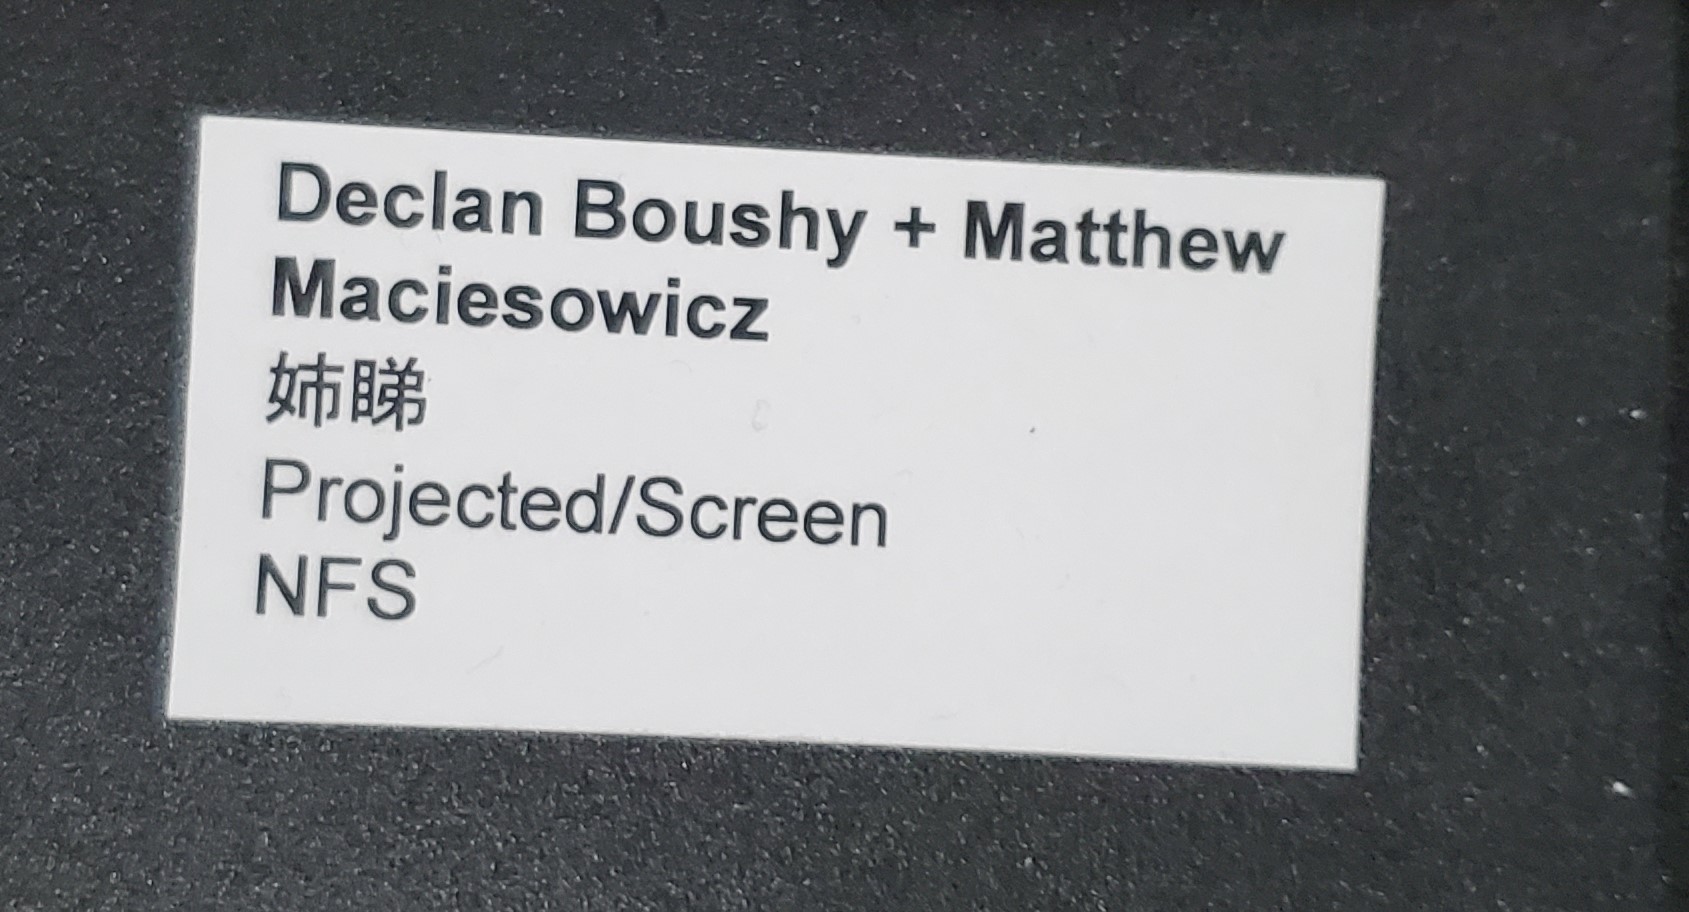 Declan Boushy + Matthew
Maciesowicz
姉睇
Projected/Screen
NFS